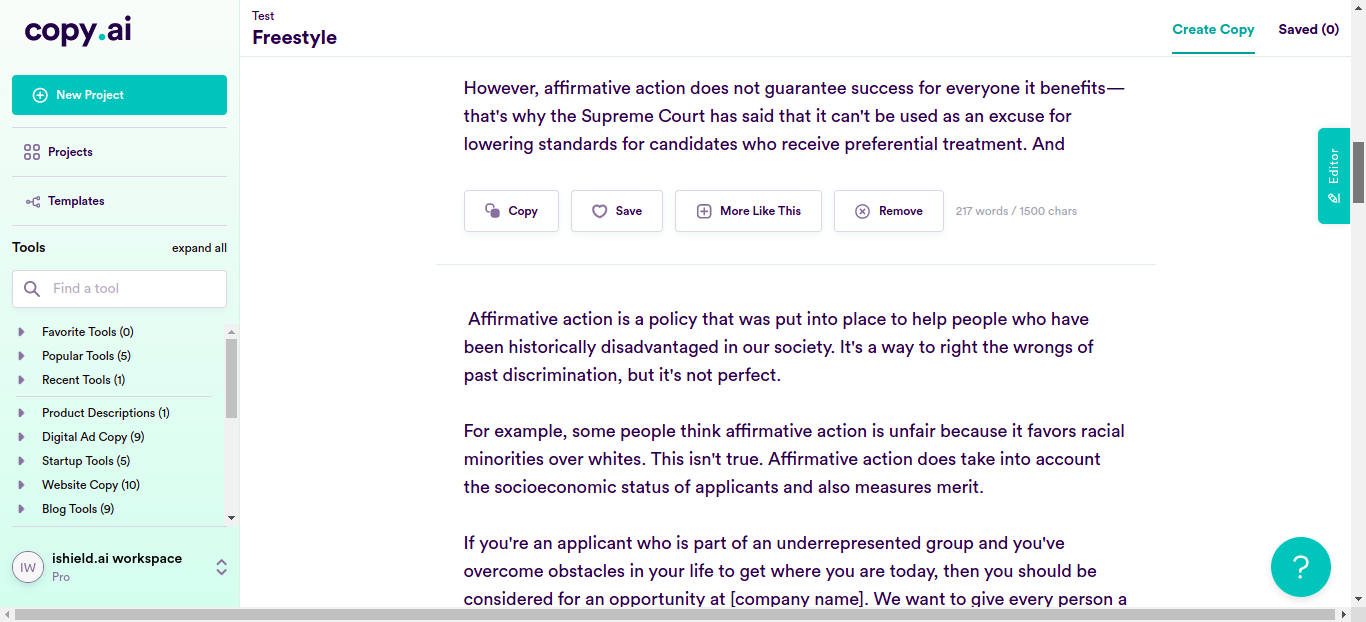 copy.ai
New Project
Projects
Templates
Tools
expand all
Find a tool
Favorite Tools (0)
Popular Tools (5)
Recent Tools (1)
Product Descriptions (1)
Digital Ad Copy (9)
Startup Tools (5)
Website Copy (10)
Blog Tools (9)
IW
ishield.ai workspace
Pro
Test
Freestyle
Create Copy
Saved (0)
However, affirmative action does not guarantee success for everyone it benefits—
that's why the Supreme Court has said that it can't be used as an excuse for
lowering standards for candidates who receive preferential treatment. And
Copy
Save
More Like This
Remove
217 words / 1500 chars
Affirmative action is a policy that was put into place to help people who have
been historically disadvantaged in our society. It's a way to right the wrongs of
past discrimination, but it's not perfect.
For example, some people think affirmative action is unfair because it favors racial
minorities over whites. This isn't true. Affirmative action does take into account
the socioeconomic status of applicants and also measures merit.
If you're an applicant who is part of an underrepresented group and you've
overcome obstacles in your life to get where you are today, then you should be
considered for an opportunity at [company name]. We want to give every person a
Editor
?